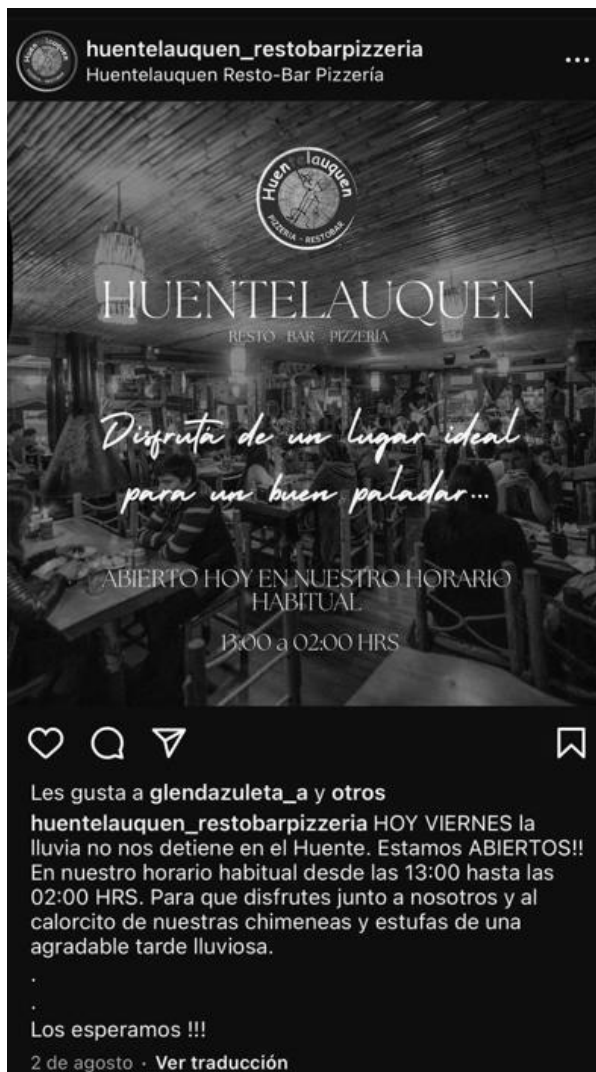 huentelauquen_restobarpizzeria
Huentelauquen Resto-Bar Pizzería
Huentelauquen
PIZZERIA - RESTOBAR
HUENTELAUQUEN
RESTO - BAR - PIZZERÍA
Disfruta de un lugar ideal
para un buen paladar...
ABIERTO HOY EN NUESTRO HORARIO
HABITUAL
13:00 a 02:00 HRS
Les gusta a glendazuleta_a y otros
huentelauquen_restobarpizzeria HOY VIERNES la
lluvia no nos detiene en el Huente. Estamos ABIERTOS!!
En nuestro horario habitual desde las 13:00 hasta las
02:00 HRS. Para que disfrutes junto a nosotros y al
calorcito de nuestras chimeneas y estufas de una
agradable tarde lluviosa.
.
.
Los esperamos !!!
2 de agosto · Ver traducción